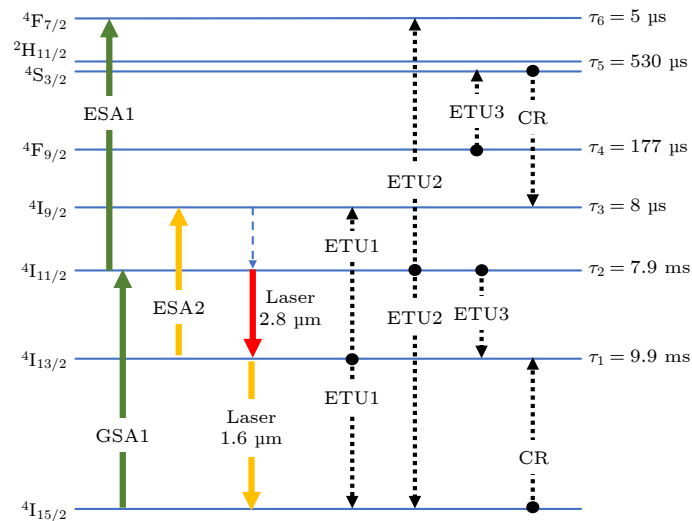 ⁴F₇/₂
τ₆ = 5 µs
²H₁₁/₂
τ₅ = 530 µs
⁴S₃/₂
ESA1
ETU3
CR
⁴F₉/₂
τ₄ = 177 µs
ETU2
⁴I₉/₂
τ₃ = 8 µs
ETU1
⁴I₁₁/₂
τ₂ = 7.9 ms
ESA2
Laser
2.8 µm
ETU2
ETU3
⁴I₁₃/₂
τ₁ = 9.9 ms
ETU1
GSA1
Laser
1.6 µm
CR
⁴I₁₅/₂